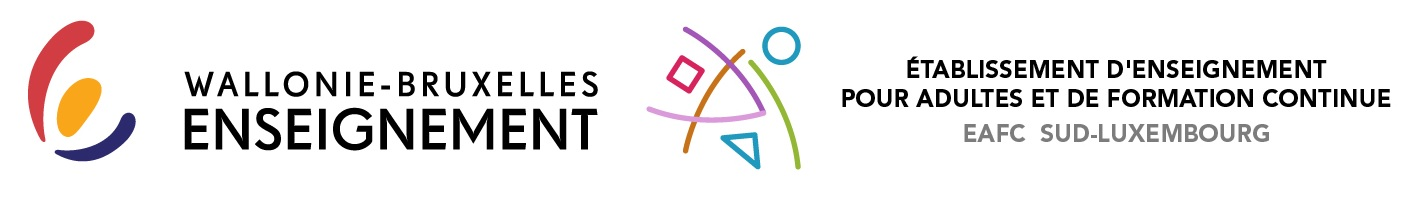 WALLONIE-BRUXELLES
ENSEIGNEMENT
ÉTABLISSEMENT D'ENSEIGNEMENT
POUR ADULTES ET DE FORMATION CONTINUE
EAFC SUD-LUXEMBOURG